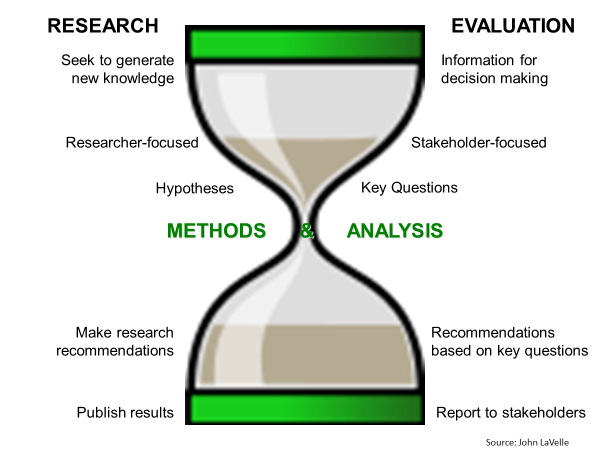 RESEARCH
EVALUATION
Seek to generate
new knowledge
Information for
decision making
Researcher-focused
Stakeholder-focused
Hypotheses
Key Questions
METHODS & ANALYSIS
Make research
recommendations
Recommendations
based on key questions
Publish results
Report to stakeholders
Source: John LaVelle